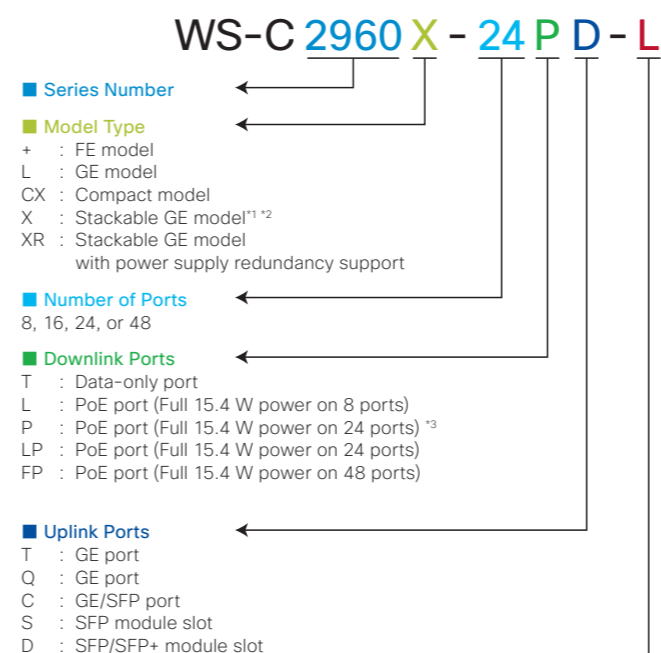 WS-C 2960 X - 24 P D - L
■ Series Number
■ Model Type
+ : FE model
L : GE model
CX : Compact model
X : Stackable GE model*1 *2
XR : Stackable GE model
with power supply redundancy support
■ Number of Ports
8, 16, 24, or 48
■ Downlink Ports
T : Data-only port
L : PoE port (Full 15.4 W power on 8 ports)
P : PoE port (Full 15.4 W power on 24 ports) *3
LP : PoE port (Full 15.4 W power on 24 ports)
FP : PoE port (Full 15.4 W power on 48 ports)
■ Uplink Ports
T : GE port
Q : GE port
C : GE/SFP port
S : SFP module slot
D : SFP/SFP+ module slot